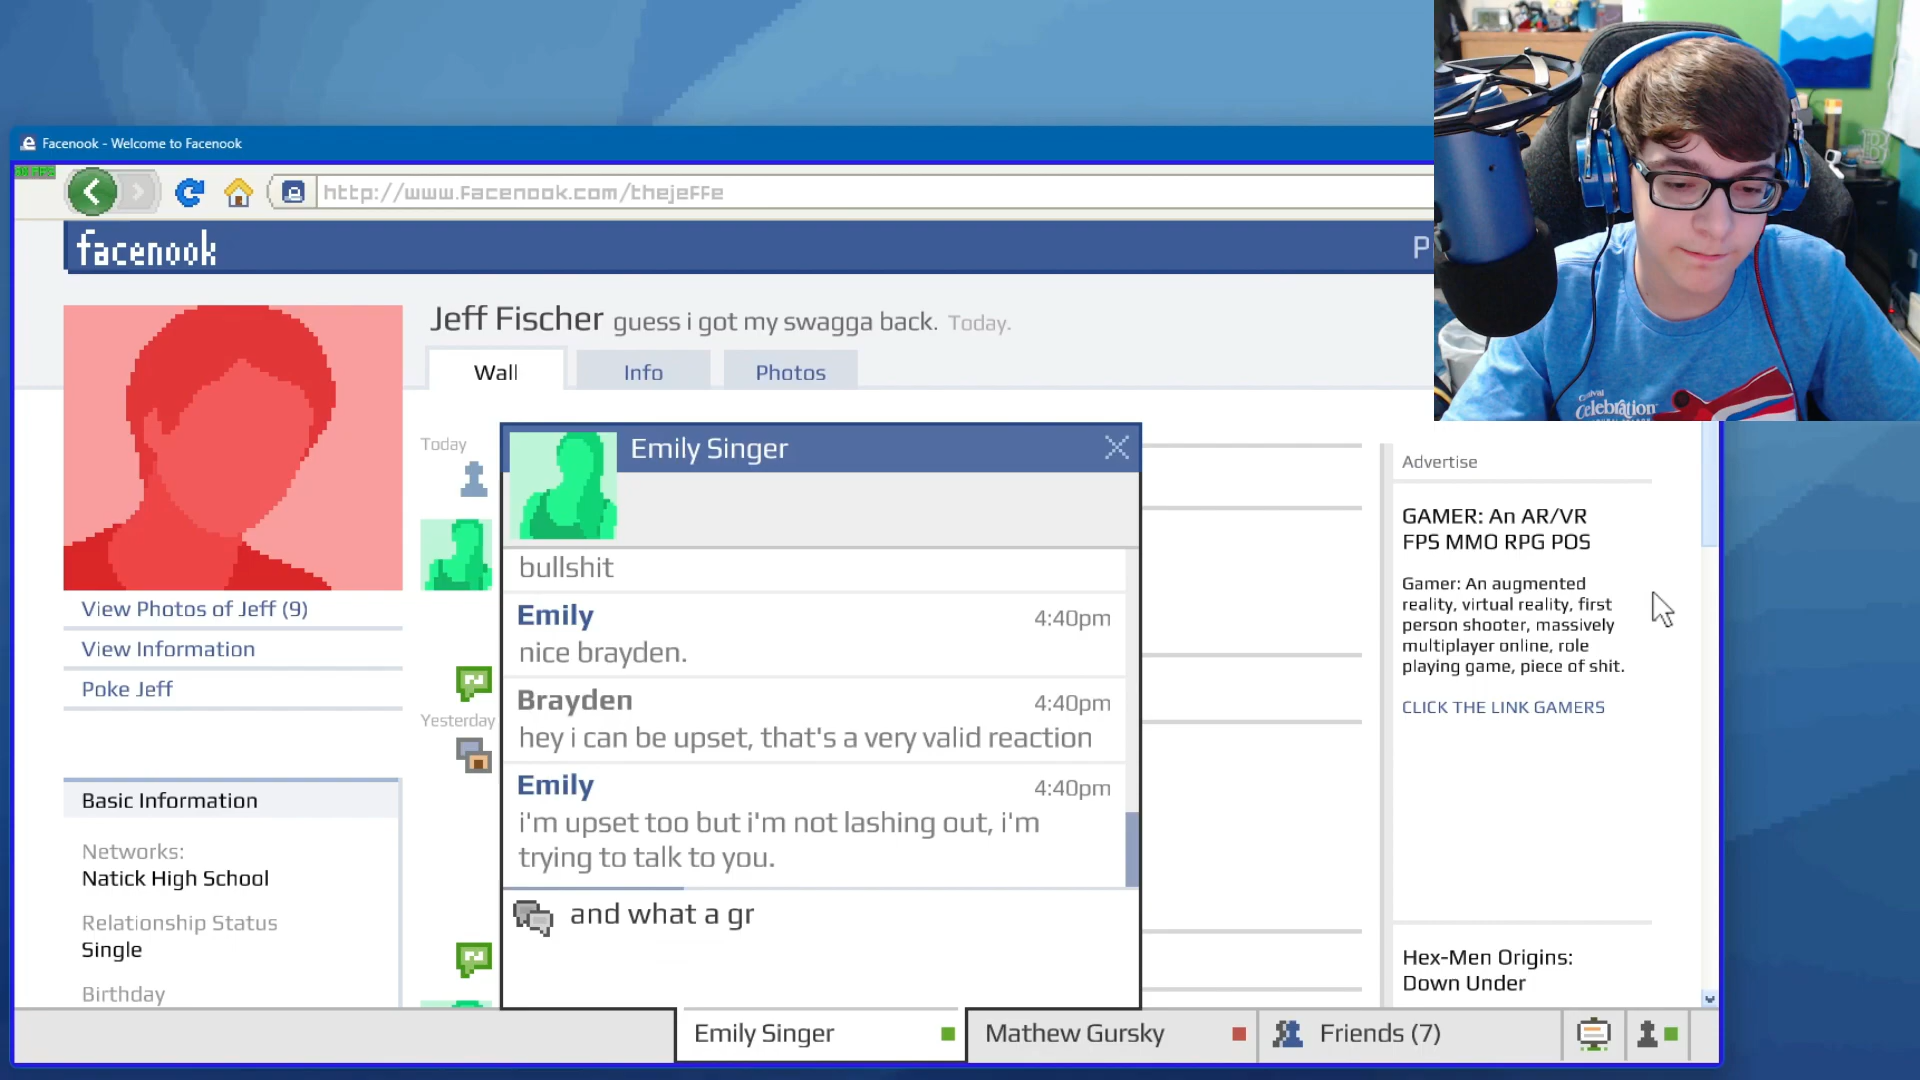 Facenook - Welcome to Facenook
http://www.Facenook.com/thejeffe
facenook
P
Jeff Fischer guess i got my swagga back. Today.
Wall
Info
Photos
Today
Yesterday
View Photos of Jeff (9)
View Information
Poke Jeff
Basic Information
Networks:
Natick High School
Relationship Status
Single
Birthday
Emily Singer
bullshit
Emily
4:40pm
nice brayden.
Brayden
4:40pm
hey i can be upset, that's a very valid reaction
Emily
4:40pm
i'm upset too but i'm not lashing out, i'm
trying to talk to you.
and what a gr
Advertise
GAMER: An AR/VR
FPS MMO RPG POS
Gamer: An augmented
reality, virtual reality, first
person shooter, massively
multiplayer online, role
playing game, piece of shit.
CLICK THE LINK GAMERS
Hex-Men Origins:
Down Under
Emily Singer
Mathew Gursky
Friends (7)
Celebration